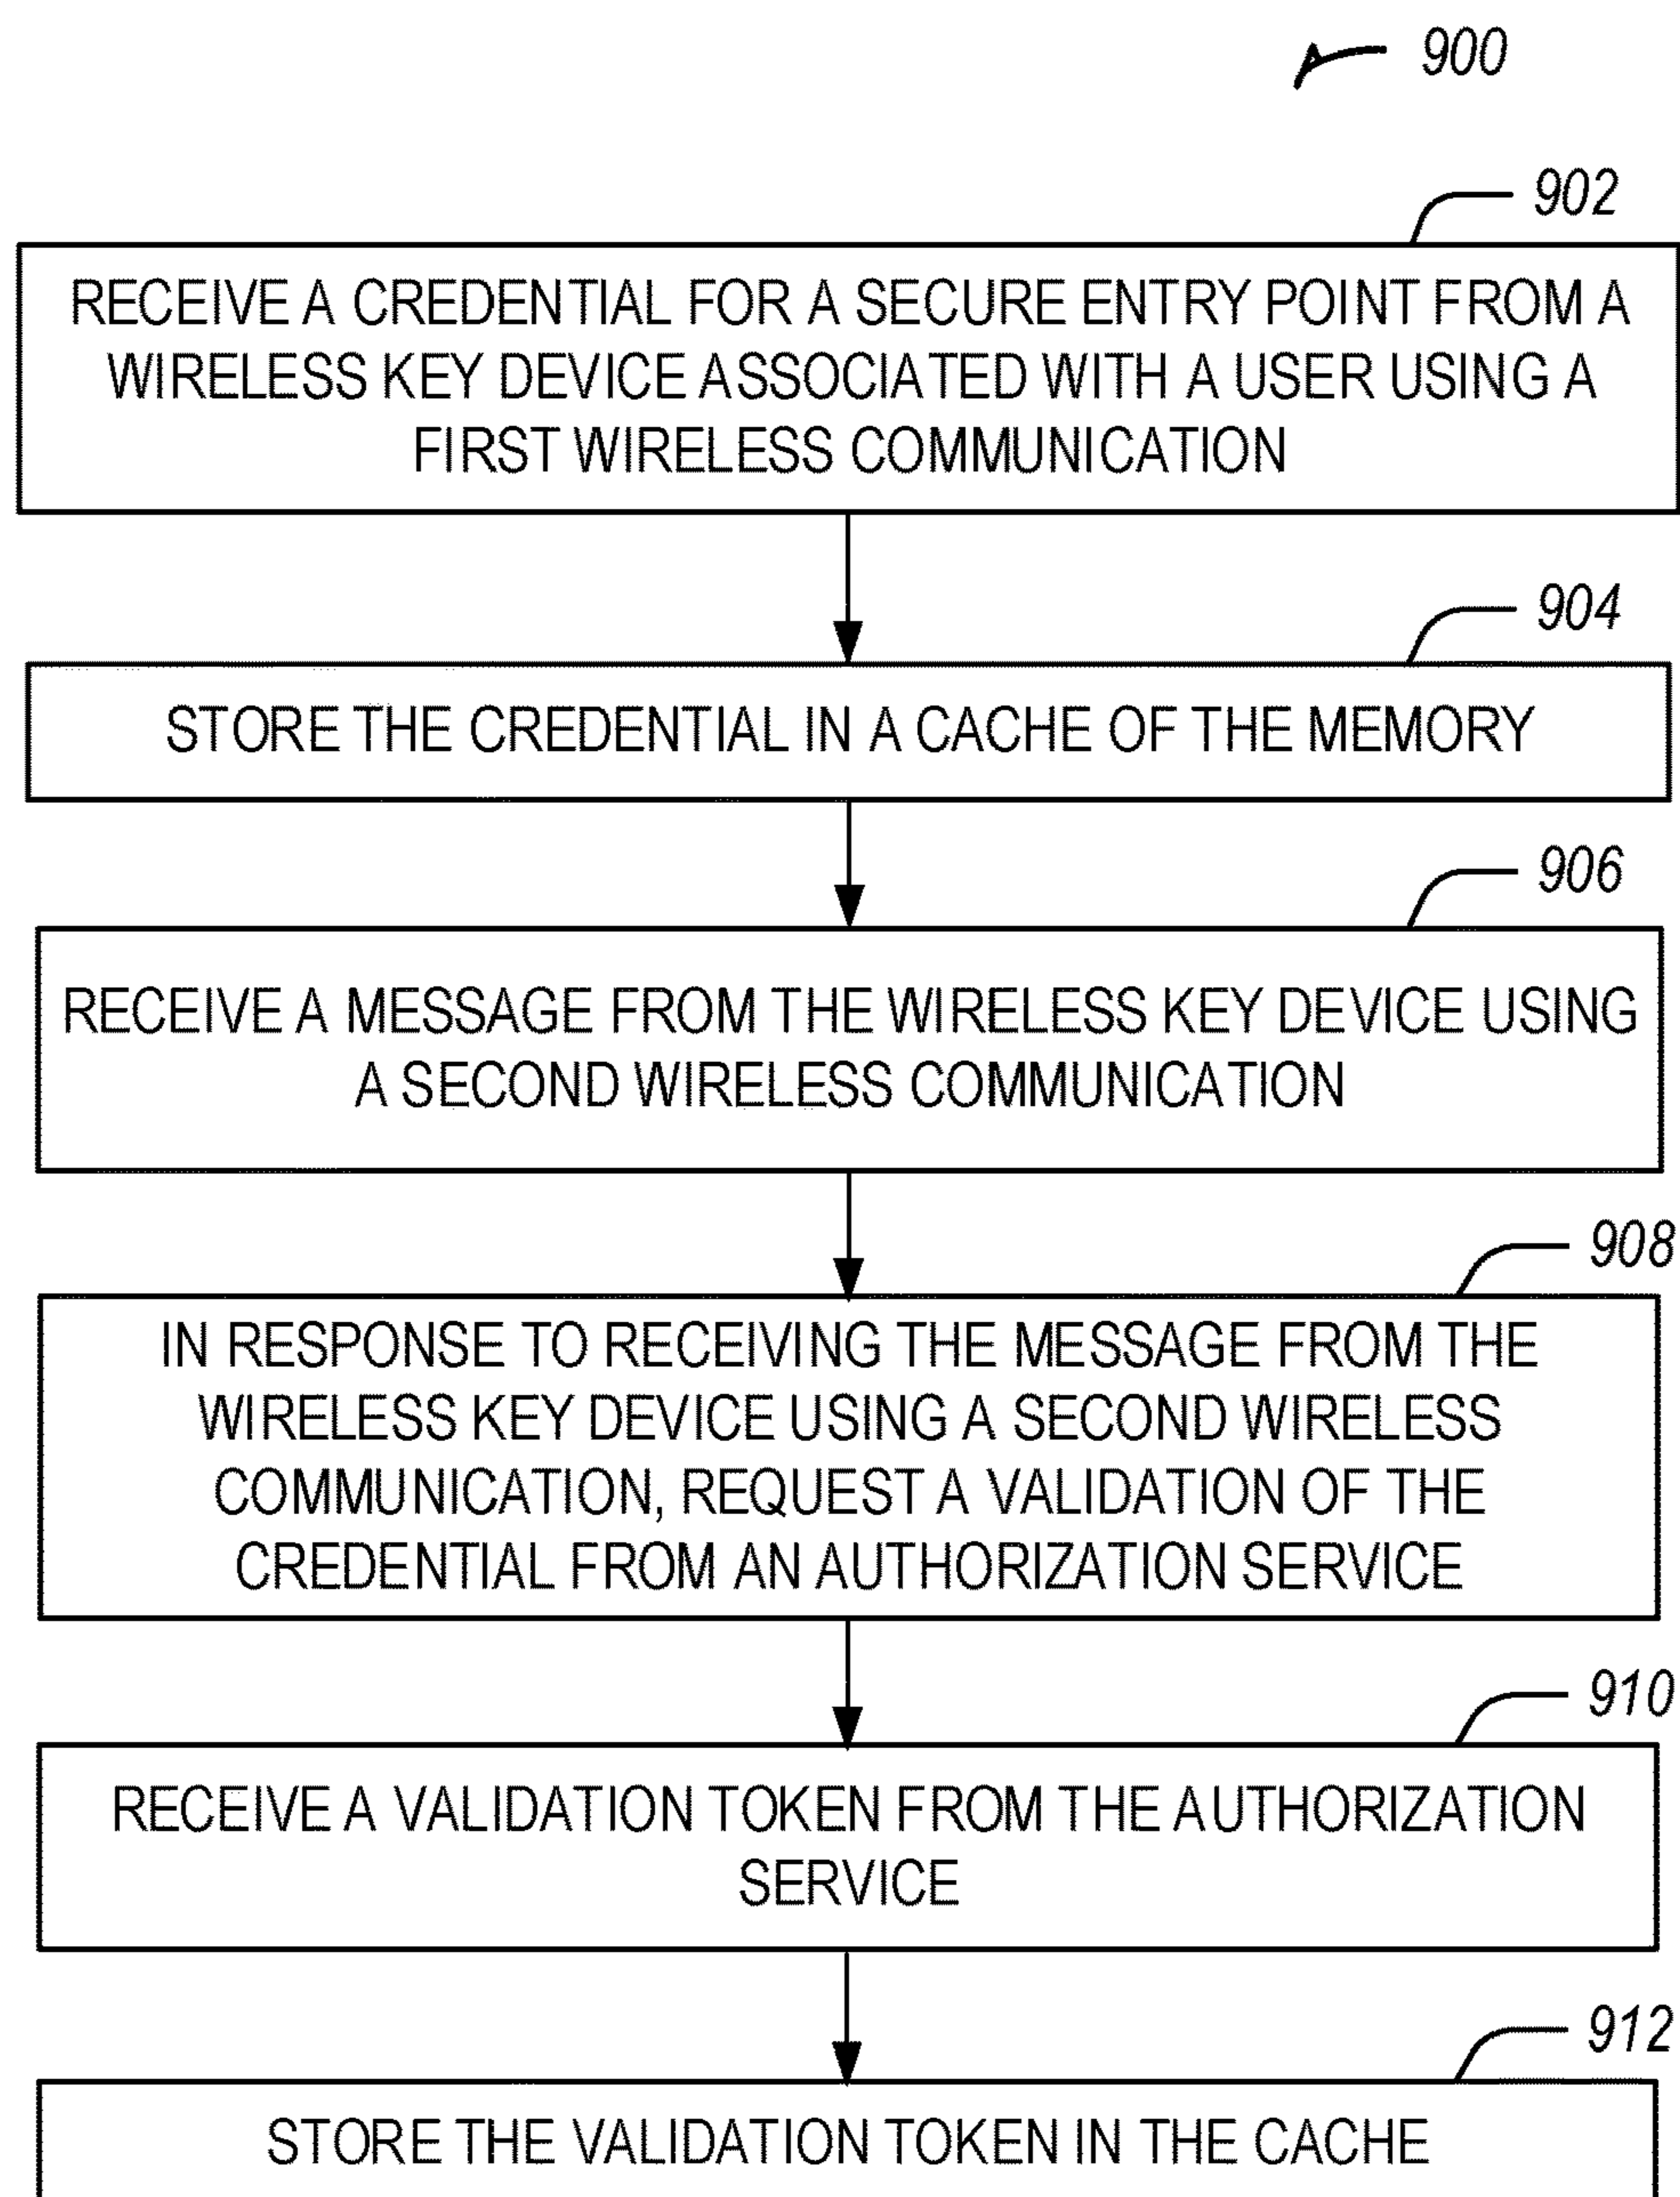 900
902
RECEIVE A CREDENTIAL FOR A SECURE ENTRY POINT FROM A
WIRELESS KEY DEVICE ASSOCIATED WITH A USER USING A
FIRST WIRELESS COMMUNICATION
904
STORE THE CREDENTIAL IN A CACHE OF THE MEMORY
906
RECEIVE A MESSAGE FROM THE WIRELESS KEY DEVICE USING
A SECOND WIRELESS COMMUNICATION
908
IN RESPONSE TO RECEIVING THE MESSAGE FROM THE
WIRELESS KEY DEVICE USING A SECOND WIRELESS
COMMUNICATION, REQUEST A VALIDATION OF THE
CREDENTIAL FROM AN AUTHORIZATION SERVICE
910
RECEIVE A VALIDATION TOKEN FROM THE AUTHORIZATION
SERVICE
912
STORE THE VALIDATION TOKEN IN THE CACHE